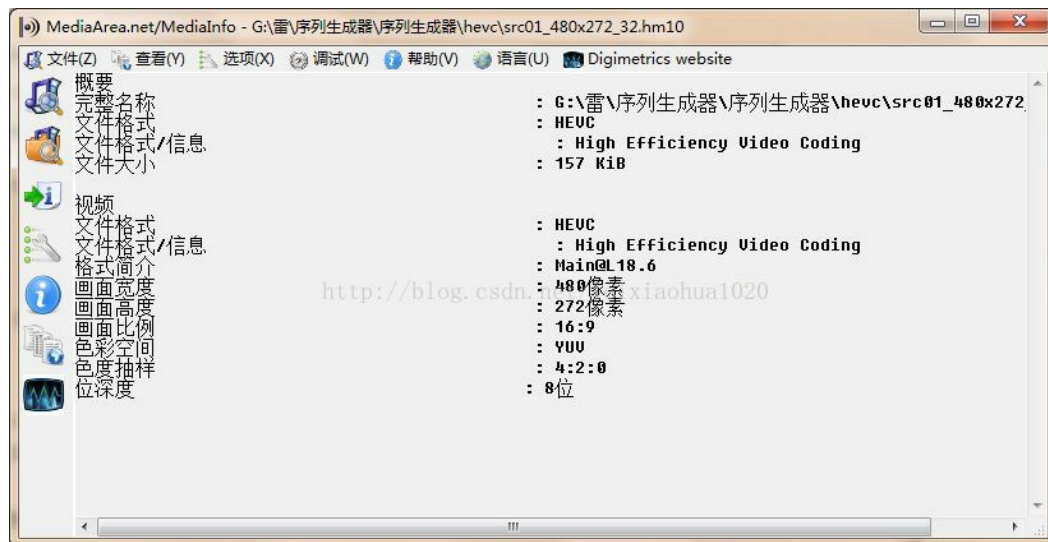 MediaArea.net/MediaInfo - G:\雷\序列生成器\序列生成器\hevc\src01_480x272_32.hm10
文件(Z) 查看(Y) 选项(X) 调试(W) 帮助(V) 语言(U) Digimetrics website
概要
完整名称 : G:\雷\序列生成器\序列生成器\hevc\src01_480x272
文件格式 : HEVC
文件格式/信息 : High Efficiency Video Coding
文件大小 : 157 KiB
视频
文件格式 : HEVC
文件格式/信息 : High Efficiency Video Coding
格式简介 : Main@L18.6
画面宽度 : 480像素
http://blog.csdn.
xiaohua1020
画面高度 : 272像素
画面比例 : 16:9
色彩空间 : YUV
色度抽样 : 4:2:0
位深度 : 8位